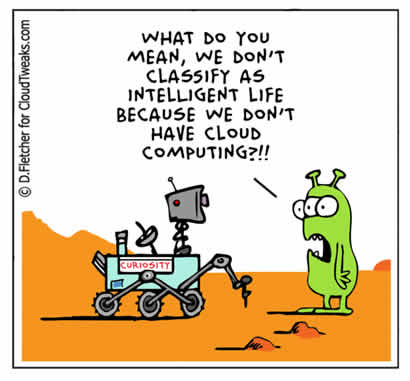 © D.Fletcher for CloudTweaks.com
WHAT DO YOU
MEAN, WE DON'T
CLASSIFY AS
INTELLIGENT LIFE
BECAUSE WE DON'T
HAVE CLOUD
COMPUTING?!!
CURIOSITY